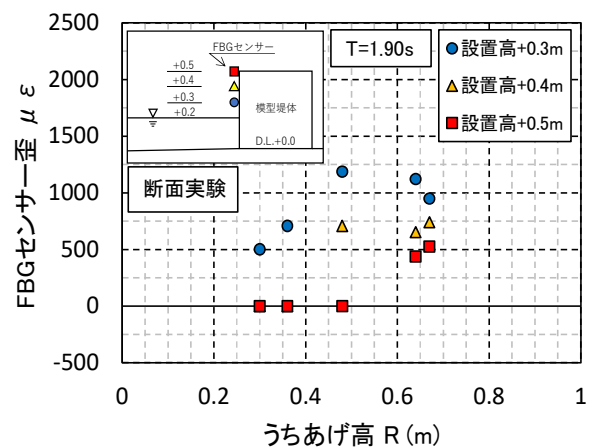 2500
2000
1500
1000
500
0
-500
FBGセンサー歪 με
FBGセンサー
+0.5
+0.4
+0.3
+0.2
模型堤体
D.L.+0.0
T=1.90s
設置高+0.3m
設置高+0.4m
設置高+0.5m
断面実験
0 0.2 0.4 0.6 0.8 1
うちあげ高 R (m)